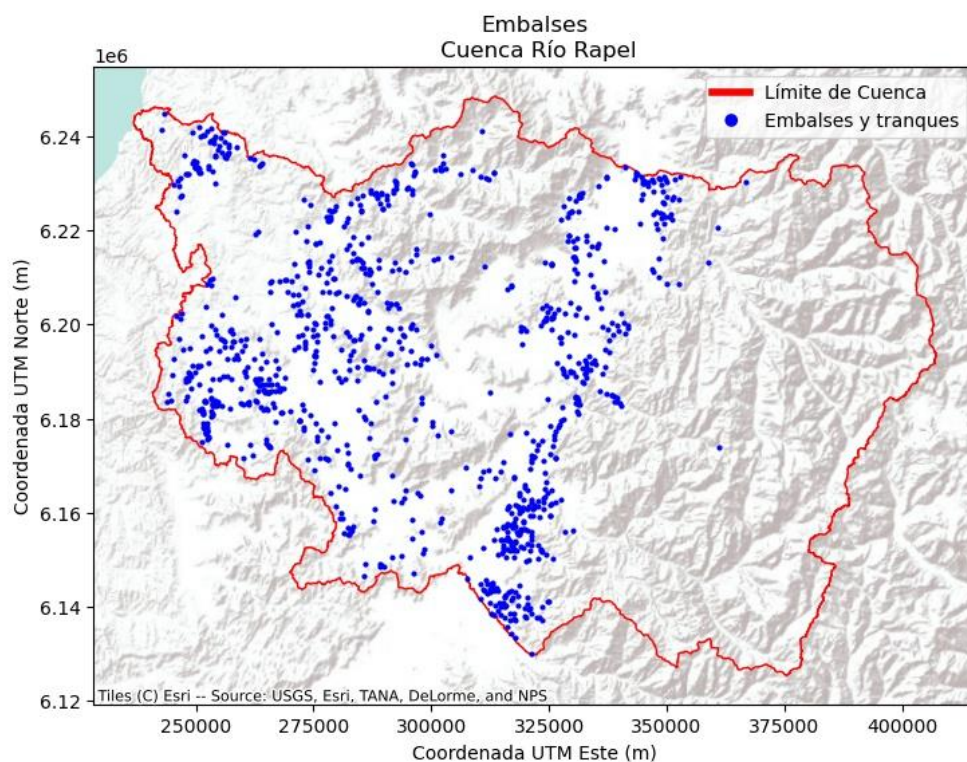 Embalses
Cuenca Río Rapel
1e6
Límite de Cuenca
Embalses y tranques
6.24
6.22
6.20
6.18
6.16
6.14
6.12
Coordenada UTM Norte (m)
Tiles (C) Esri -- Source: USGS, Esri, TANA, DeLorme, and NPS
250000 275000 300000 325000 350000 375000 400000
Coordenada UTM Este (m)